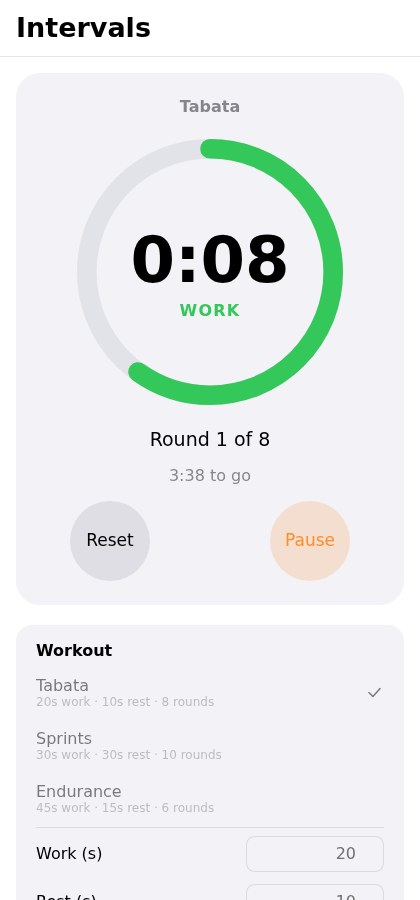 Intervals
Tabata
0:08
WORK
Round 1 of 8
3:38 to go
Reset
Pause
Workout
Tabata
20s work · 10s rest · 8 rounds
Sprints
30s work · 30s rest · 10 rounds
Endurance
45s work · 15s rest · 6 rounds
Work (s)
20
Rest (s)
10